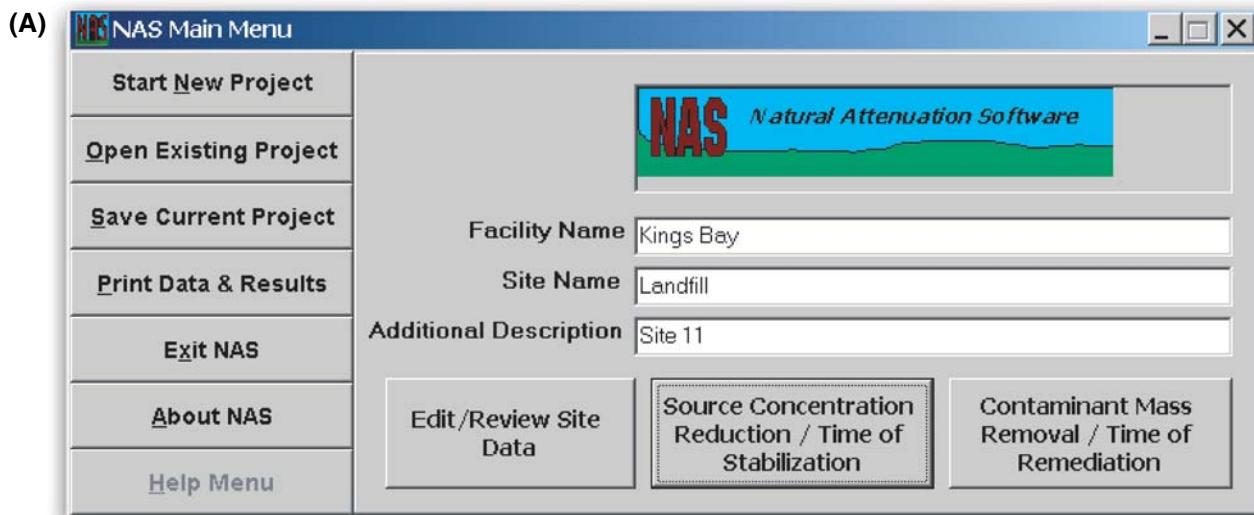 (A)
NAS NAS Main Menu
Start New Project
Open Existing Project
Save Current Project
Print Data & Results
Exit NAS
About NAS
Help Menu
NAS Natural Attenuation Software
Facility Name Kings Bay
Site Name Landfill
Additional Description Site 11
Edit/Review Site
Data
Source Concentration
Reduction / Time of
Stabilization
Contaminant Mass
Removal / Time of
Remediation